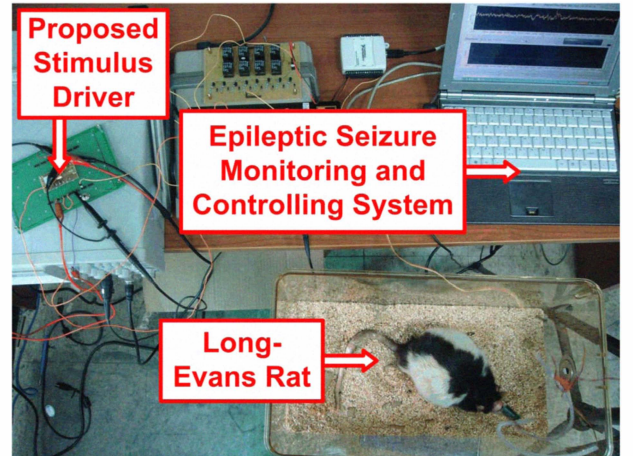 Proposed
Stimulus
Driver
Epileptic Seizure
Monitoring and
Controlling System
Long-
Evans Rat